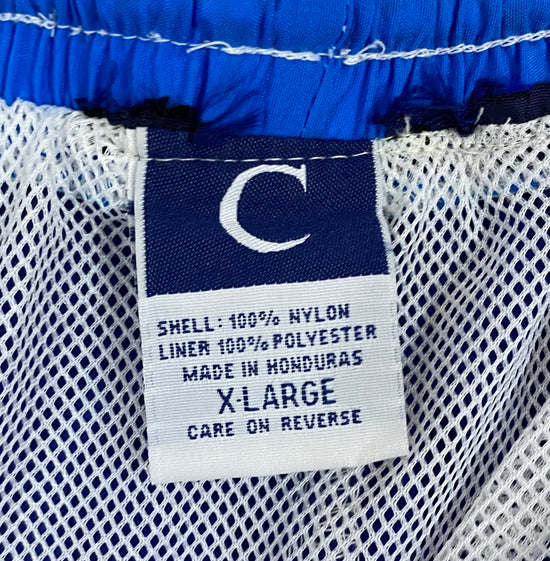 C
SHELL: 100% NYLON
LINER 100% POLYESTER
MADE IN HONDURAS
X-LARGE
CARE ON REVERSE